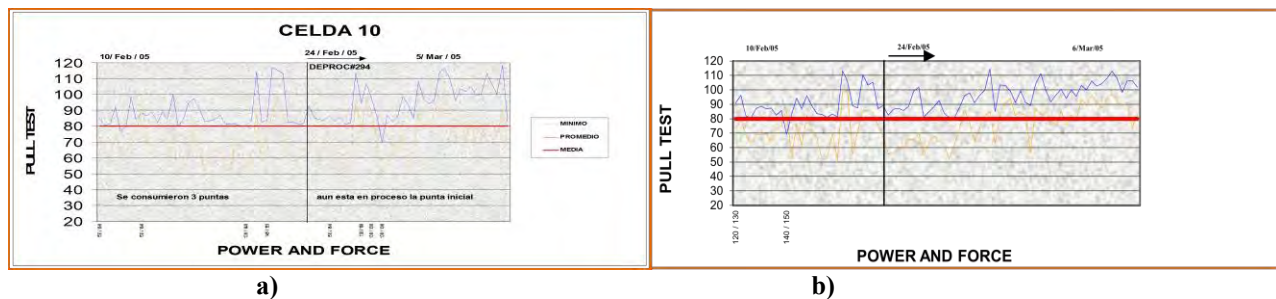 CELDA 10
10/ Feb / 05
24 / Feb / 05
5/ Mar / 05
DEPROC#294
120
110
100
90
80
70
60
50
40
30
20
PULL TEST
Se consumieron 3 puntas
aun esta en proceso la punta inicial
MINIMO
PROMEDIO
MEDIA
POWER AND FORCE
a)
10/Feb/05
24/Feb/05
6/Mar/05
120
110
100
90
80
70
60
50
40
30
20
PULL TEST
120 / 130
140 / 150
POWER AND FORCE
b)